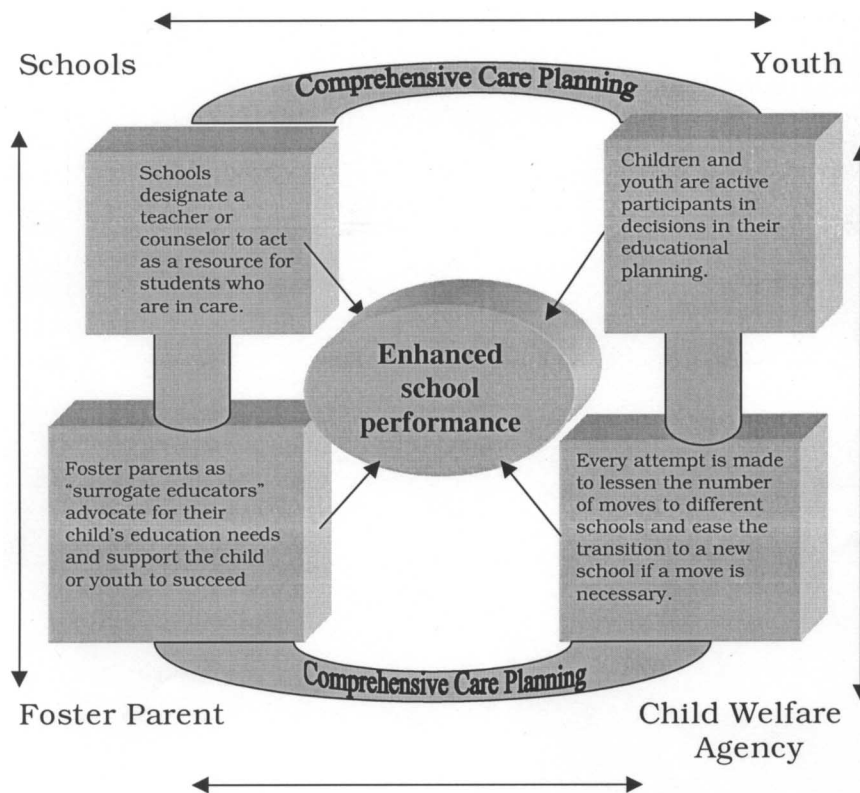 Schools
Youth
Comprehensive Care Planning
Schools
designate a
teacher or
counselor to act
as a resource for
students who
are in care.
Children and
youth are active
participants in
decisions in their
educational
planning.
Enhanced
school
performance
Foster parents as
"surrogate educators"
advocate for their
child's education needs
and support the child
or youth to succeed
Every attempt is made
to lessen the number
of moves to different
schools and ease the
transition to a new
school if a move is
necessary.
Comprehensive Care Planning
Foster Parent
Child Welfare
Agency